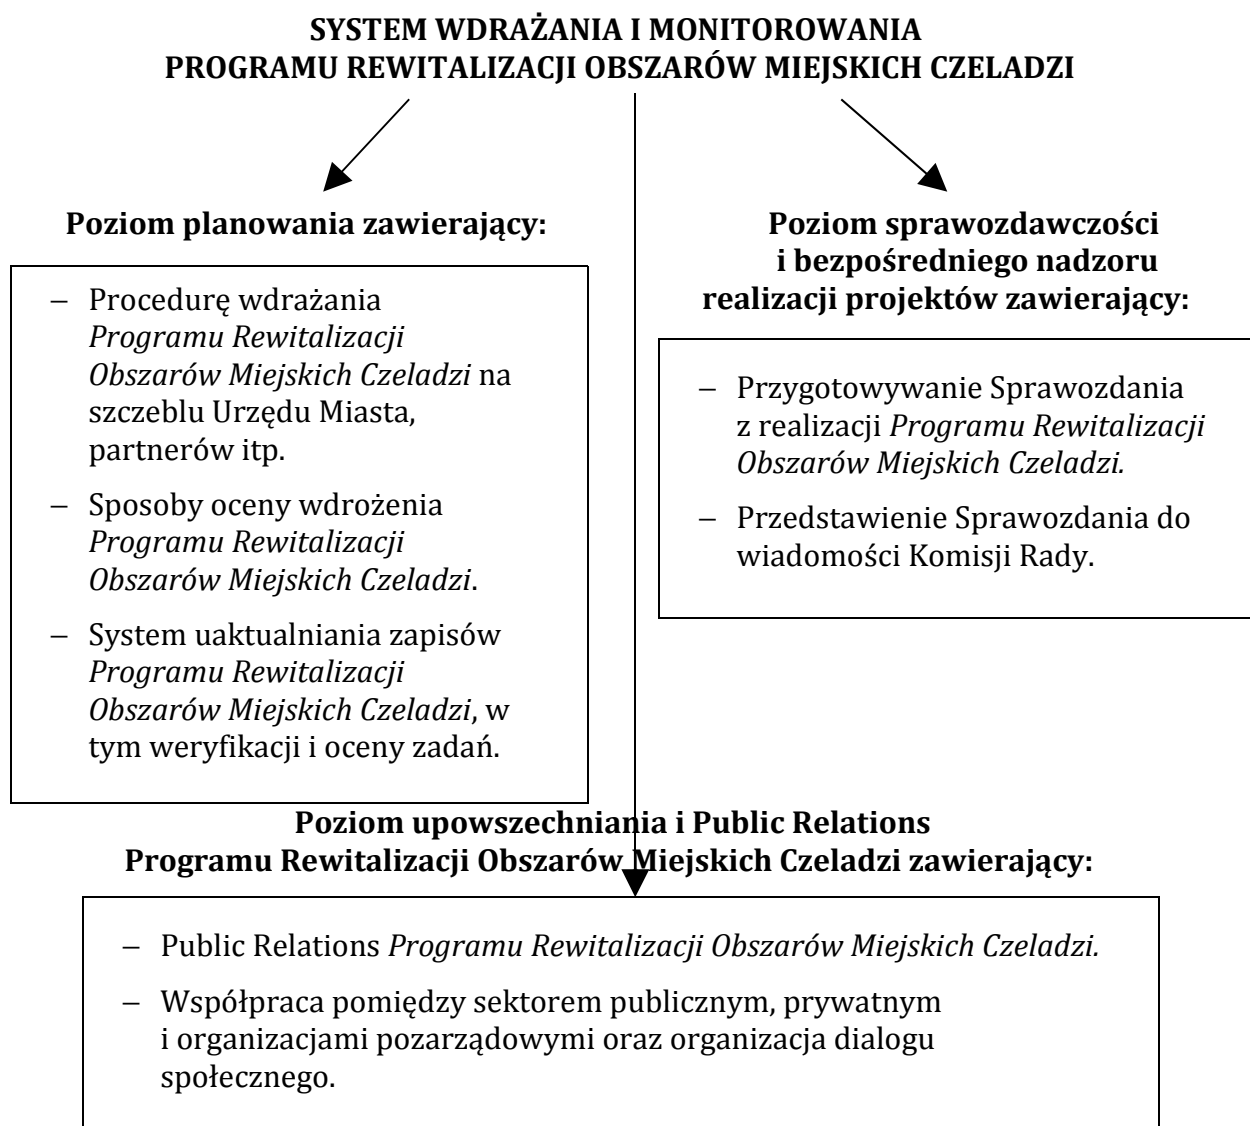 SYSTEM WDRAŻANIA I MONITOROWANIA
PROGRAMU REWITALIZACJI OBSZARÓW MIEJSKICH CZELADZI
Poziom planowania zawierający:
– Procedurę wdrażania
Programu Rewitalizacji
Obszarów Miejskich Czeladzi na
szczeblu Urzędu Miasta,
partnerów itp.
– Sposoby oceny wdrożenia
Programu Rewitalizacji
Obszarów Miejskich Czeladzi.
– System uaktualniania zapisów
Programu Rewitalizacji
Obszarów Miejskich Czeladzi, w
tym weryfikacji i oceny zadań.
Poziom sprawozdawczości
i bezpośredniego nadzoru
realizacji projektów zawierający:
– Przygotowywanie Sprawozdania
z realizacji Programu Rewitalizacji
Obszarów Miejskich Czeladzi.
– Przedstawienie Sprawozdania do
wiadomości Komisji Rady.
Poziom upowszechniania i Public Relations
Programu Rewitalizacji Obszarów Miejskich Czeladzi zawierający:
– Public Relations Programu Rewitalizacji Obszarów Miejskich Czeladzi.
– Współpraca pomiędzy sektorem publicznym, prywatnym
i organizacjami pozarządowymi oraz organizacja dialogu
społecznego.